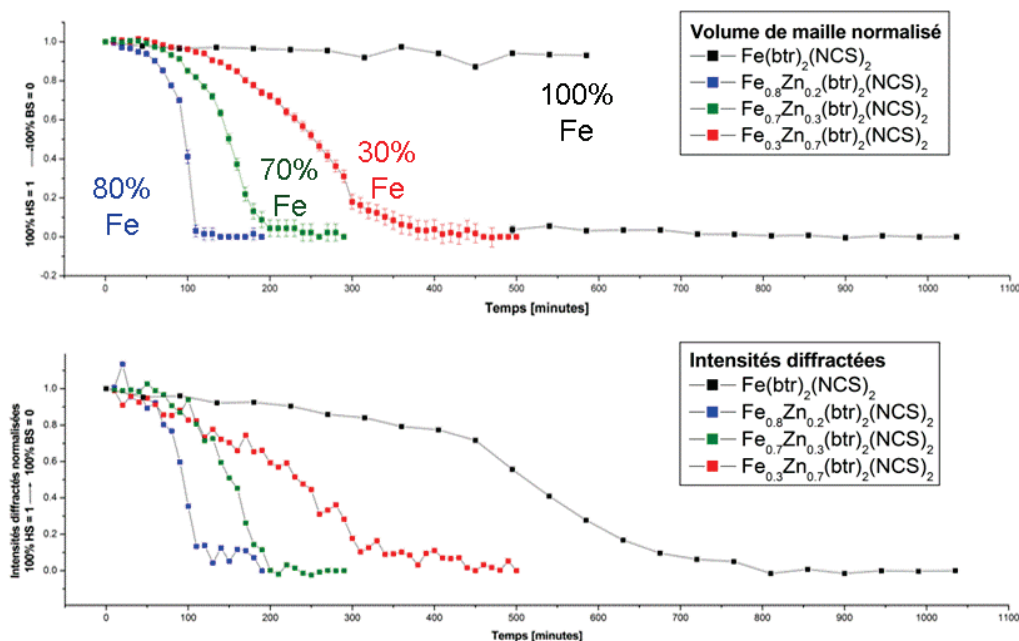 100% HS = 1 ---->100% BS = 0
1.0
0.8
0.6
0.4
0.2
0.0
-0.2
80%
Fe
70%
Fe
30%
Fe
100%
Fe
Volume de maille normalisé
Fe(btr)2(NCS)2
Fe0.8Zn0.2(btr)2(NCS)2
Fe0.7Zn0.3(btr)2(NCS)2
Fe0.3Zn0.7(btr)2(NCS)2
0 100 200 300 400 500 600 700 800 900 1000 1100
Temps [minutes]
Intensités diffractés normalisées
100% HS = 1 ----> 100% BS = 0
1.0
0.8
0.6
0.4
0.2
0.0
Intensités diffractées
Fe(btr)2(NCS)2
Fe0.8Zn0.2(btr)2(NCS)2
Fe0.7Zn0.3(btr)2(NCS)2
Fe0.3Zn0.7(btr)2(NCS)2
0 100 200 300 400 500 600 700 800 900 1000 1100
Temps [minutes]